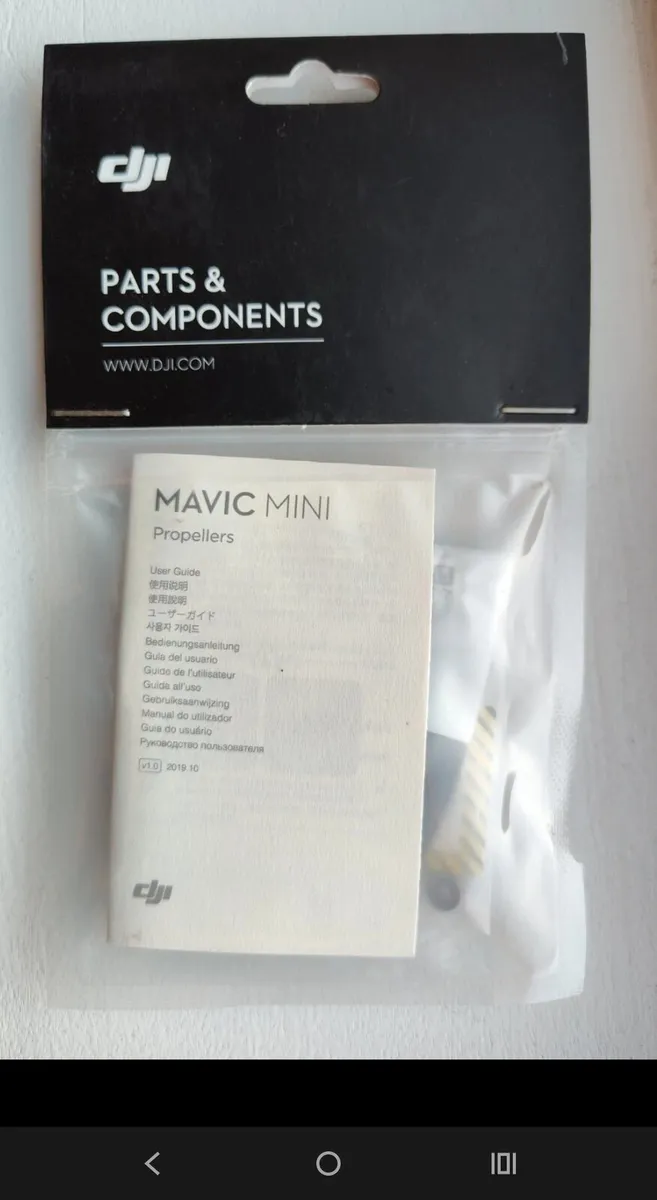 dji
PARTS &
COMPONENTS
WWW.DJI.COM
MAVIC MINI
Propellers
User Guide
使用说明
使用說明
ユーザーガイド
사용자 가이드
Bedienungsanleitung
Guía del usuario
Guide de l'utilisateur
Guida all'uso
Gebruiksaanwijzing
Manual do utilizador
Guia do usuário
Руководство пользователя
v1.0 2019.10
dji